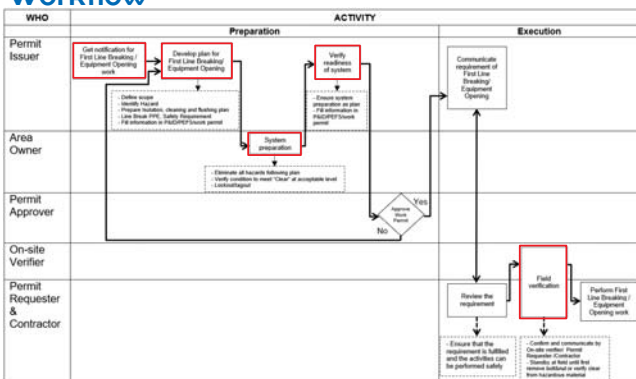 Workflow
WHO
ACTIVITY
Preparation
Execution
Permit
Issuer
Get notification for
First Line Breaking /
Equipment Opening
work
Develop plan for
First Line Breaking/
Equipment Opening
Verify
readiness
of system
Communicate
requirement of
First Line
Breaking/
Equipment
Opening
- Define scope
- Identify Hazard
- Prepare Isolation, cleaning and flushing plan
- Line Break PPE, Safety Requirement
- Fill information in P&ID/PEFS/work permit
- Ensure system
preparation as plan
- Fill information in
P&ID/PEFS/work
permit
Area
Owner
System
preparation
- Eliminate all hazards following plan
- Verify condition to meet "Clear" at acceptable level
- Lockout/tagout
Permit
Approver
Approve
Work
Permit
Yes
No
On-site
Verifier
Permit
Requester
&
Contractor
Review the
requirement
Field
verification
Perform First
Line Breaking /
Equipment
Opening work
- Ensure that the
requirement is fulfilled
and the activities can
be performed safely
- Confirm and communicate by
On-site verifier/ Permit
Requester /Contractor
- Standby at field until first
remove bolt/stud or verify clear
from hazardous material